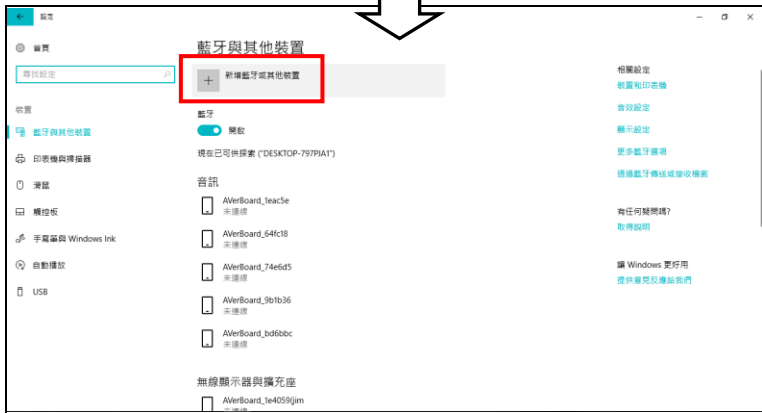 設定
首頁
尋找設定
裝置
藍牙與其他裝置
印表機與掃描器
滑鼠
觸控板
手寫筆與 Windows Ink
自動播放
USB
藍牙與其他裝置
新增藍牙或其他裝置
藍牙
開啟
現在已可供探索 ("DESKTOP-797PJA1")
音訊
AVerBoard_1eac5e
未連線
AVerBoard_64fc18
未連線
AVerBoard_74e6d5
未連線
AVerBoard_9b1b36
未連線
AVerBoard_bd6bbc
未連線
無線顯示器與擴充座
AVerBoard_1e4059(jim
相關設定
裝置和印表機
音效設定
顯示設定
更多藍牙選項
透過藍牙傳送或接收檔案
有任何疑問嗎?
取得說明
讓 Windows 更好用
提供意見反應給我們